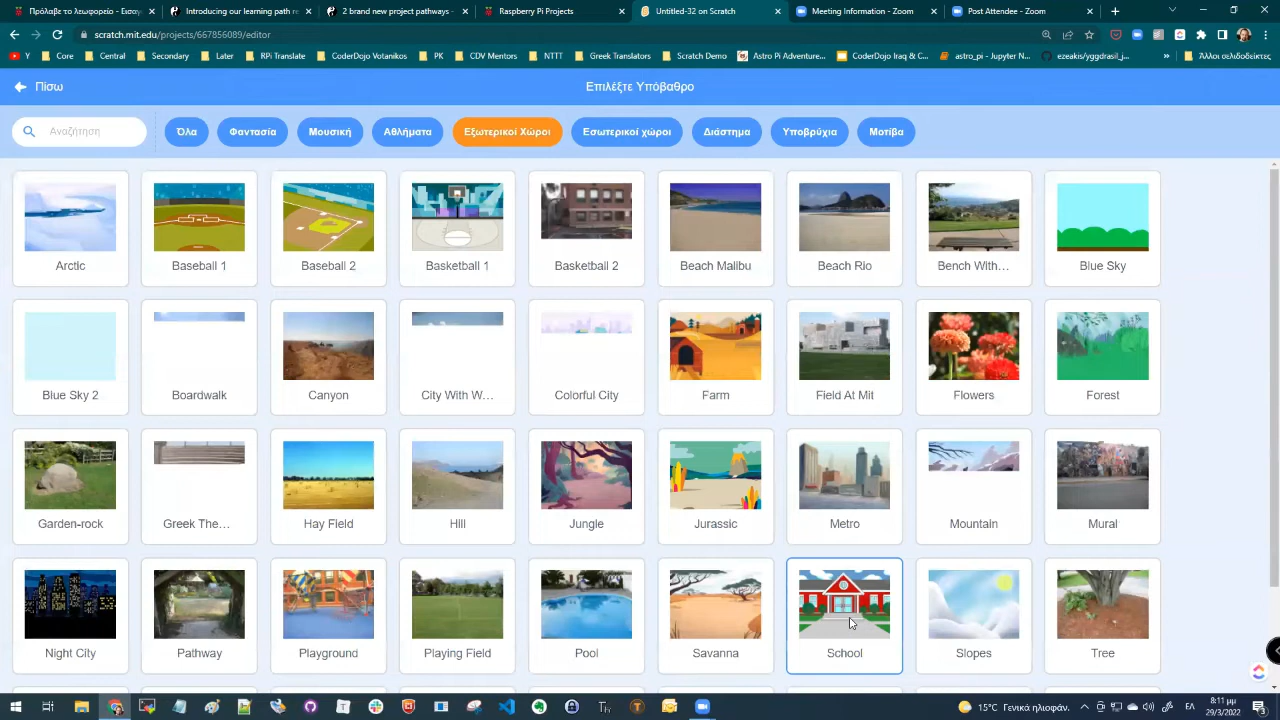 Πρόλαξε το λεωφορείο - Εισαγ
Introducing our learning path re
2 brand new project pathways -
Raspberry Pi Projects
Untitled-32 on Scratch
Meeting Information - Zoom
Post Attendee - Zoom
scratch.mit.edu/projects/667856089/editor
Y
Core
Central
Secondary
Later
RPi Translate
CoderDojo Votanikos
PK
CDV Mentors
NTTT
Greek Translators
Scratch Demo
Astro Pi Adventure...
CoderDojo Iraq & C...
astro_pi - Jupyter N...
ezeakis/yggdrasil_j...
Άλλοι σελιδοδείκτες
Πίσω
Επιλέξτε Υπόβαθρο
Αναζήτηση
Όλα
Φαντασία
Μουσική
Αθλήματα
Εξωτερικοί Χώροι
Εσωτερικοί χώροι
Διάστημα
Υποβρύχια
Μοτίβα
Arctic
Baseball 1
Baseball 2
Basketball 1
Basketball 2
Beach Malibu
Beach Rio
Bench With...
Blue Sky
Blue Sky 2
Boardwalk
Canyon
City With W...
Colorful City
Farm
Field At Mit
Flowers
Forest
Garden-rock
Greek The...
Hay Field
Hill
Jungle
Jurassic
Metro
Mountain
Mural
Night City
Pathway
Playground
Playing Field
Pool
Savanna
School
Slopes
Tree
15°C Γενικά ηλιοφάν.
ΕΛ
8:11 μμ
29/3/2022